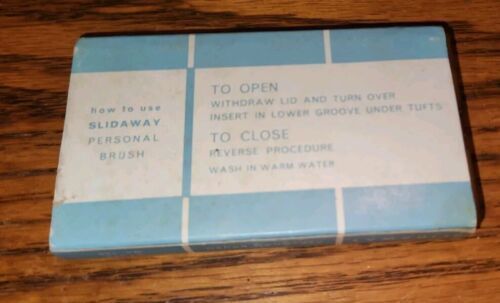 how to use
SLIDAWAY
PERSONAL
BRUSH
TO OPEN
WITHDRAW LID AND TURN OVER
INSERT IN LOWER GROOVE UNDER TUFTS
TO CLOSE
REVERSE PROCEDURE
WASH IN WARM WATER